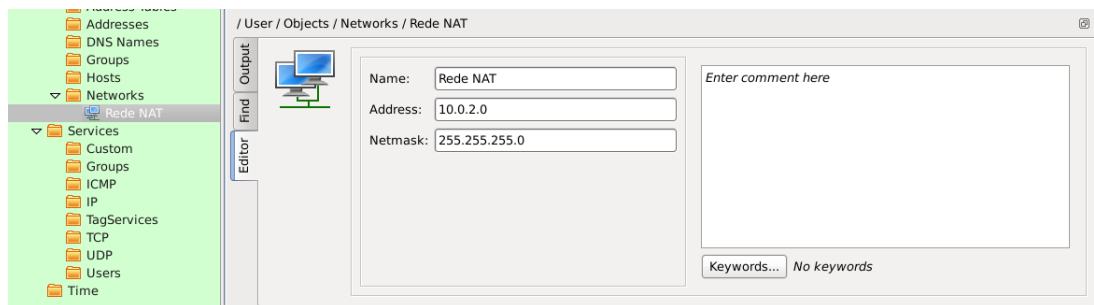 Address Tables
Addresses
DNS Names
Groups
Hosts
Networks
Rede NAT
Services
Custom
Groups
ICMP
IP
TagServices
TCP
UDP
Users
Time
/ User / Objects / Networks / Rede NAT
Output
Find
Editor
Name: Rede NAT
Address: 10.0.2.0
Netmask: 255.255.255.0
Enter comment here
Keywords... No keywords